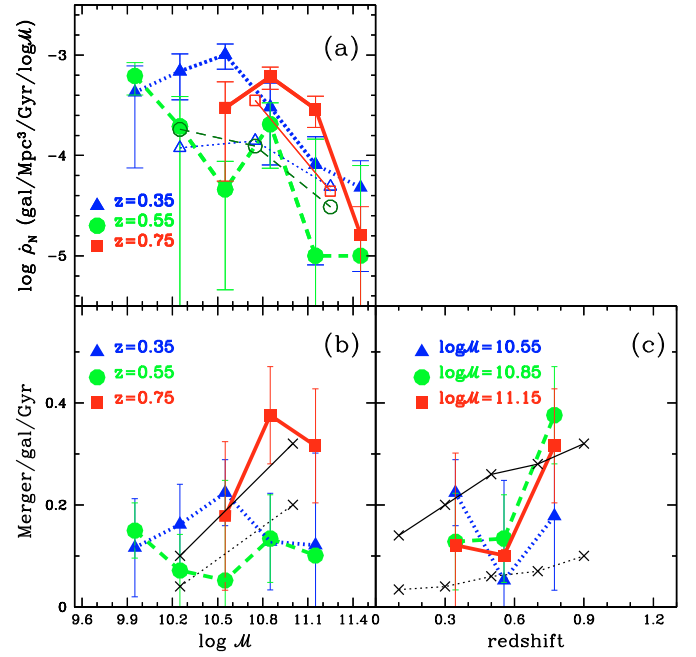 (a)
-3
-4
-5
log ρ̇_N (gal/Mpc³/Gyr/logℳ)
z=0.35
z=0.55
z=0.75
(b)
z=0.35
z=0.55
z=0.75
0.4
0.2
0
Merger/gal/Gyr
9.6 9.9 10.2 10.5 10.8 11.1 11.4
log ℳ
(c)
logℳ=10.55
logℳ=10.85
logℳ=11.15
0.3 0.6 0.9 1.2
redshift